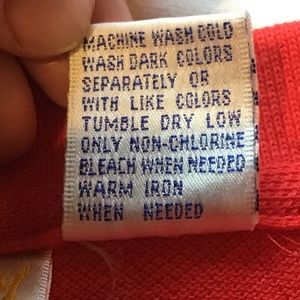 MACHINE WASH COLD
WASH DARK COLORS
SEPARATELY OR
WITH LIKE COLORS
TUMBLE DRY LOW
ONLY NON-CHLORINE
BLEACH WHEN NEEDED
WARM IRON
WHEN NEEDED